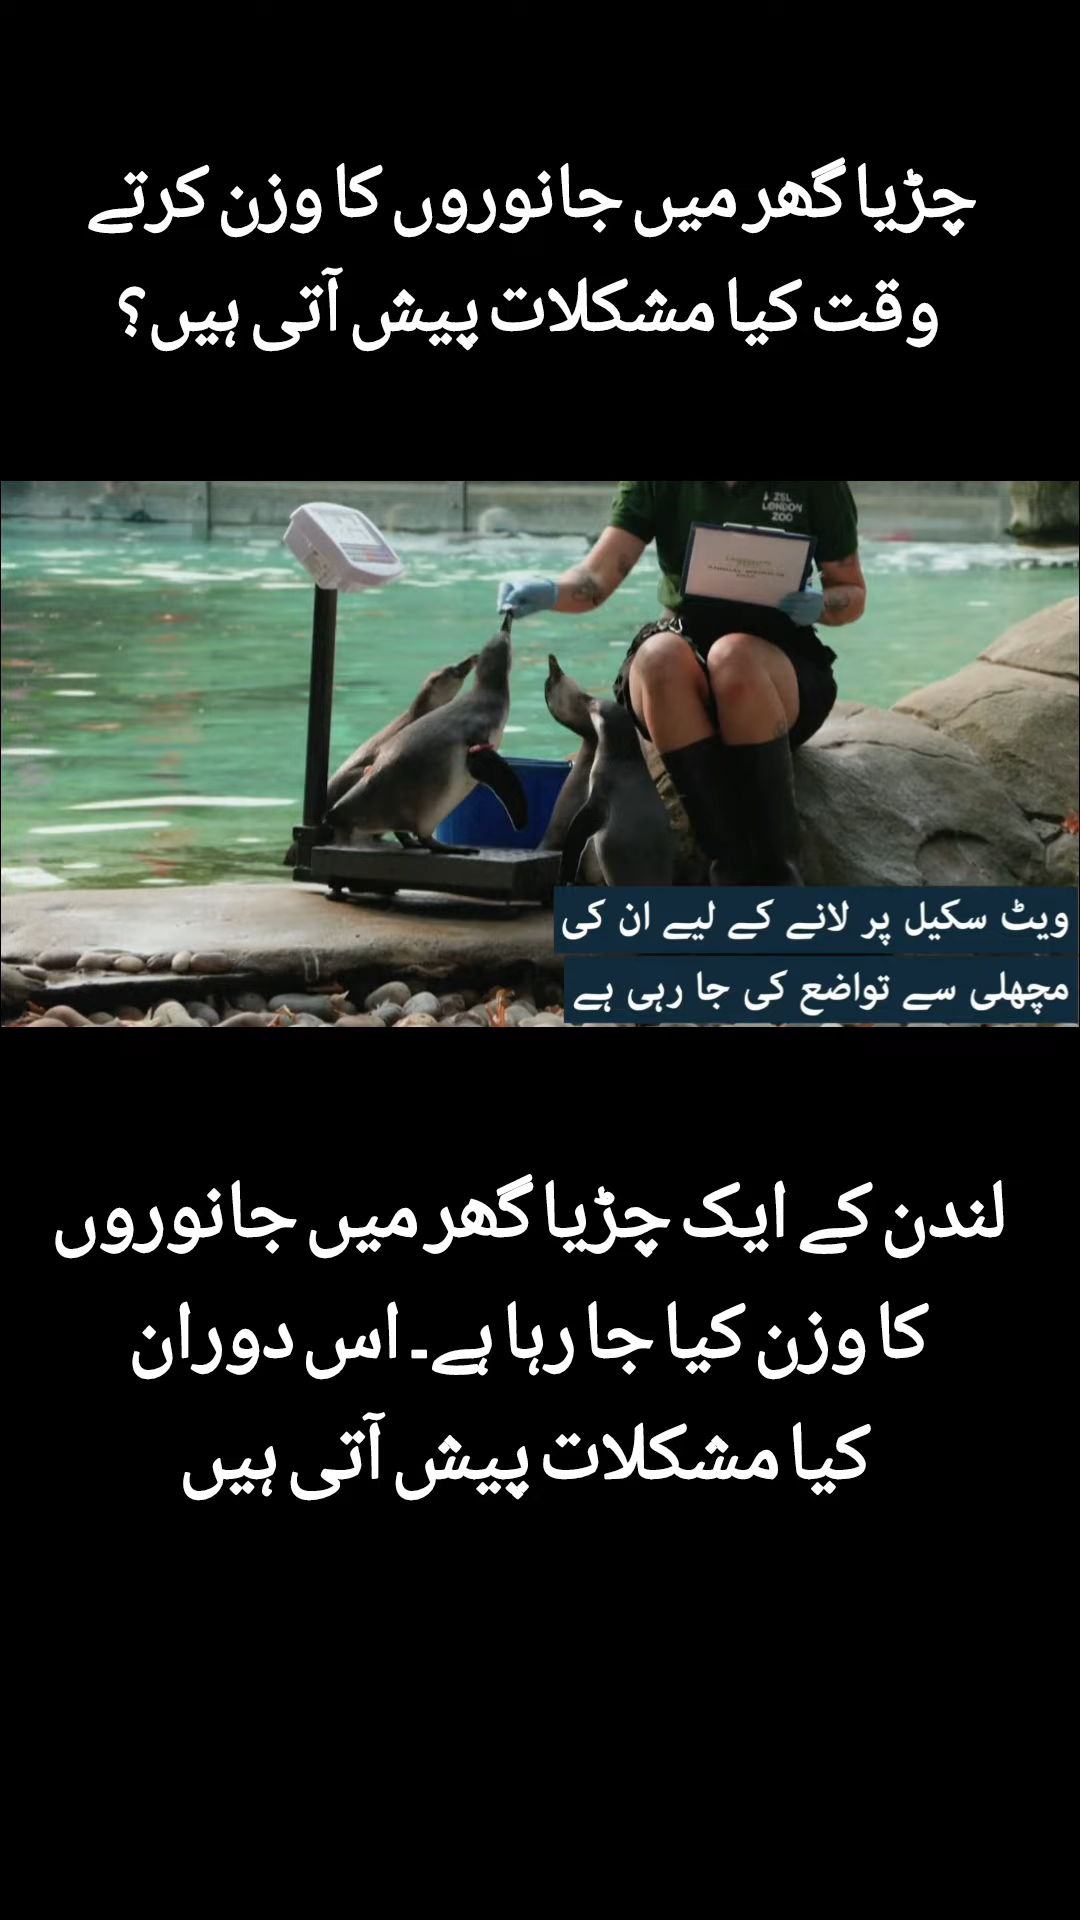 چڑیا گھر میں جانوروں کا وزن کرتے
وقت کیا مشکلات پیش آتی ہیں؟
ZSL
LONDON
ZOO
ویٹ سکیل پر لانے کے لیے ان کی
مچھلی سے تواضع کی جا رہی ہے
لندن کے ایک چڑیا گھر میں جانوروں
کا وزن کیا جا رہا ہے۔ اس دوران
کیا مشکلات پیش آتی ہیں